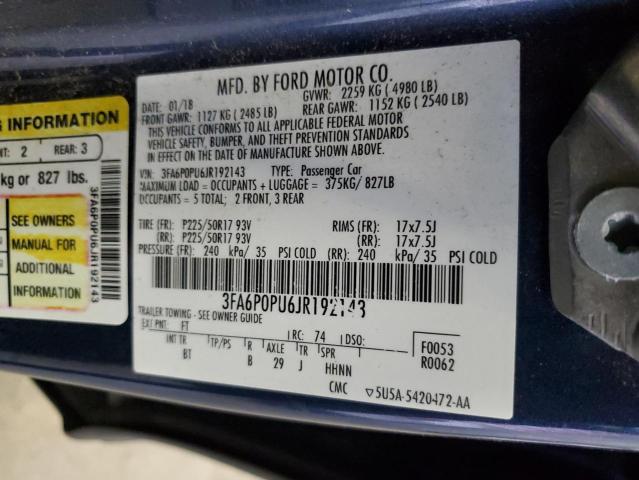 G INFORMATION
NT: 2 REAR: 3
kg or 827 lbs.
SEE OWNERS
MANUAL FOR
ADDITIONAL
INFORMATION
3FA6P0PU6JR192143
MFD. BY FORD MOTOR CO.
DATE: 01/18 GVWR: 2259 KG ( 4980 LB)
FRONT GAWR: 1127 KG ( 2485 LB) REAR GAWR: 1152 KG ( 2540 LB)
THIS VEHICLE CONFORMS TO ALL APPLICABLE FEDERAL MOTOR
VEHICLE SAFETY, BUMPER, AND THEFT PREVENTION STANDARDS
IN EFFECT ON THE DATE OF MANUFACTURE SHOWN ABOVE.
VIN: 3FA6P0PU6JR192143 TYPE: Passenger Car
MAXIMUM LOAD = OCCUPANTS + LUGGAGE = 375KG/ 827LB
OCCUPANTS = 5 TOTAL; 2 FRONT, 3 REAR
TIRE (FR): P225/50R17 93V RIMS (FR): 17x7.5J
(RR): P225/50R17 93V (RR): 17x7.5J
PRESSURE (FR): 240 kPa/ 35 PSI COLD (RR): 240 kPa/ 35 PSI COLD
3FA6P0PU6JR192143
TRAILER TOWING - SEE OWNER GUIDE
EXT PNT: FT RC: 74 DSO: F0053
INT TR TP/PS R AXLE TR SPR R0062
BT B 29 J HHNN
CMC ▽5U5A-5420472-AA